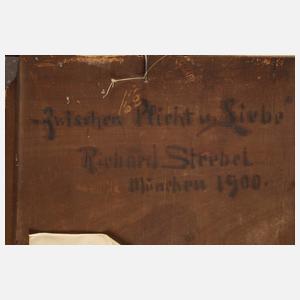 „Zwischen Pflicht u. Liebe"
Richard Strebel
München 1900.